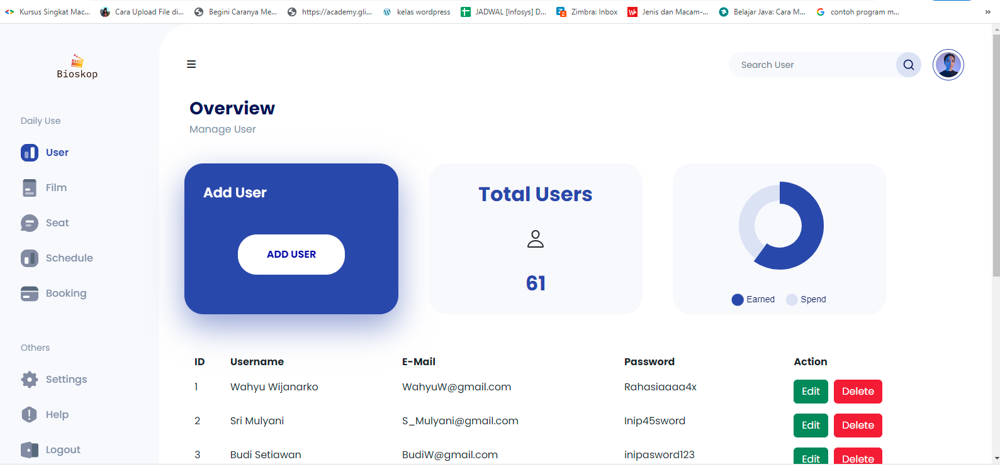 Kursus Singkat Mac... Cara Upload File di... Begini Caranya Me... https://academy.gli... kelas wordpress JADWAL [Infosys] D... Zimbra: Inbox Jenis dan Macam-... Belajar Java: Cara M... contoh program m... »
Bioskop
Search User
Overview
Manage User
Daily Use
User
Film
Seat
Schedule
Booking
Others
Settings
Help
Logout
Add User
ADD USER
Total Users
61
Earned Spend
ID Username E-Mail Password Action
1 Wahyu Wijanarko WahyuW@gmail.com Rahasiaaaa4x Edit Delete
2 Sri Mulyani S_Mulyani@gmail.com Inip45sword Edit Delete
3 Budi Setiawan BudiW@gmail.com inipasword123 Edit Delete